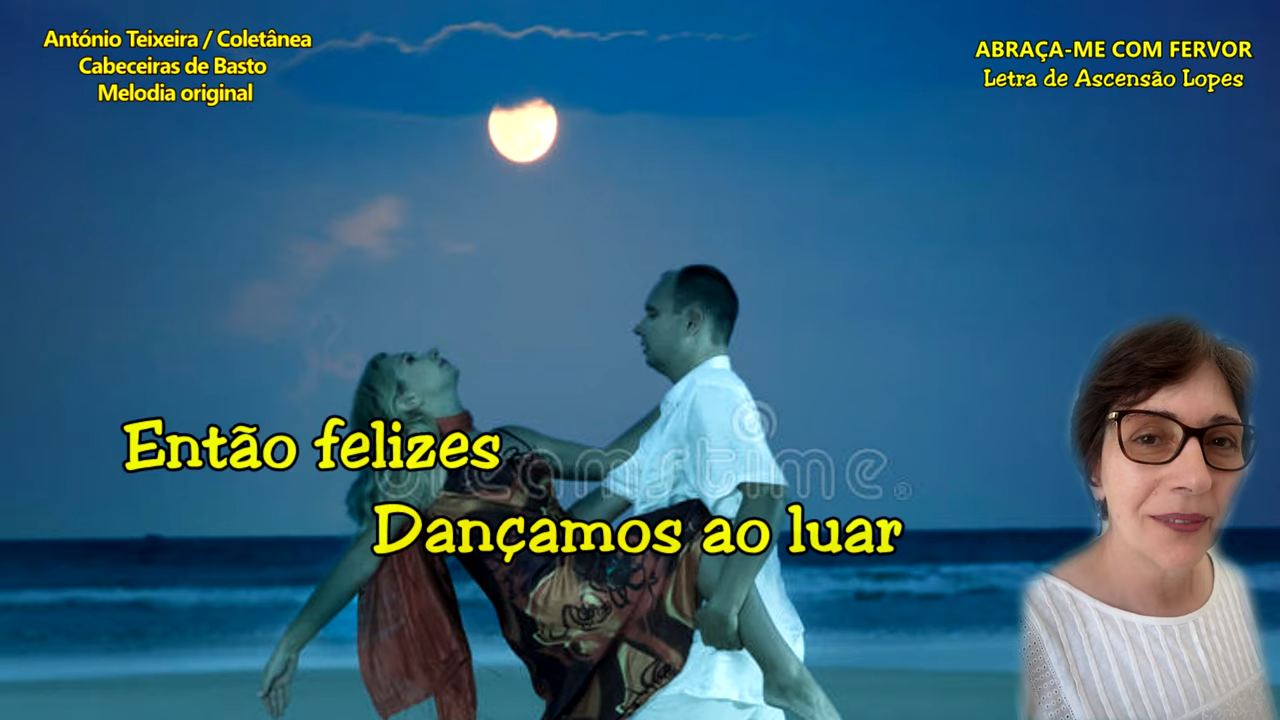 António Teixeira / Coletânea
Cabeceiras de Basto
Melodia original
ABRAÇA-ME COM FERVOR
Letra de Ascensão Lopes
Então felizes
Dançamos ao luar
dreamstime.